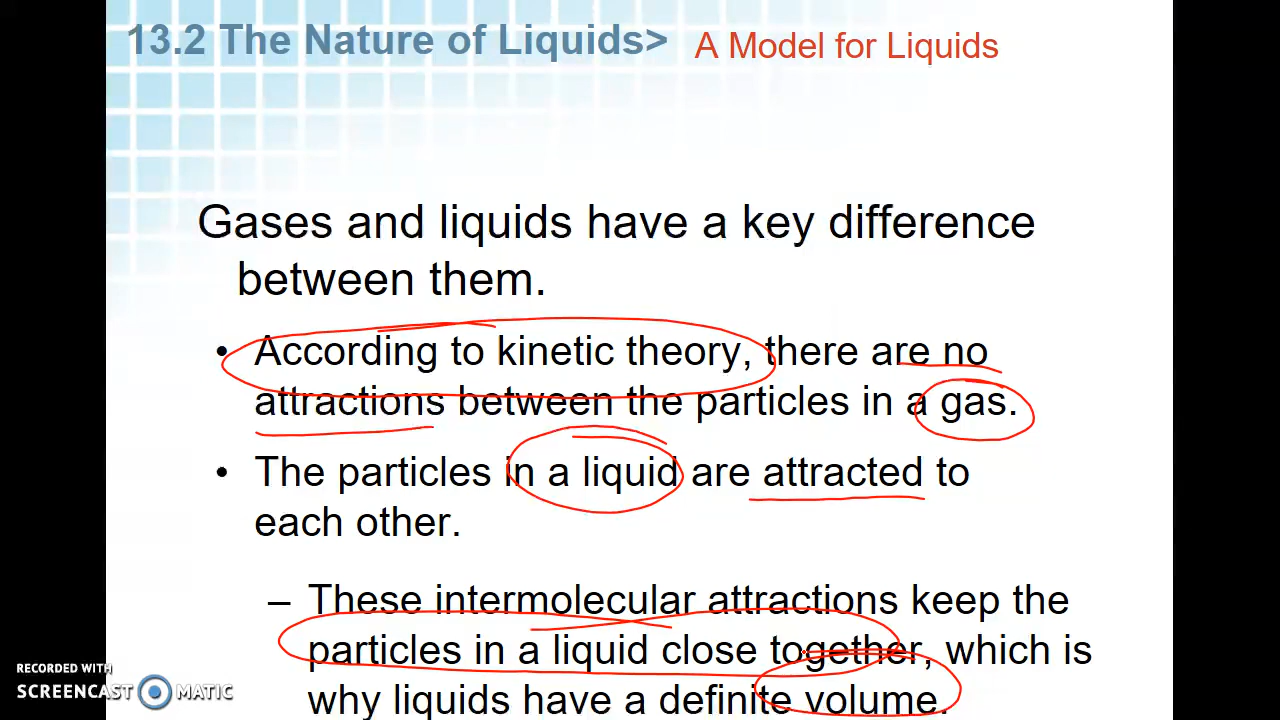 13.2 The Nature of Liquids> A Model for Liquids
Gases and liquids have a key difference
between them.
• According to kinetic theory, there are no
attractions between the particles in a gas.
• The particles in a liquid are attracted to
each other.
– These intermolecular attractions keep the
particles in a liquid close together, which is
why liquids have a definite volume.
RECORDED WITH
SCREENCAST MATIC